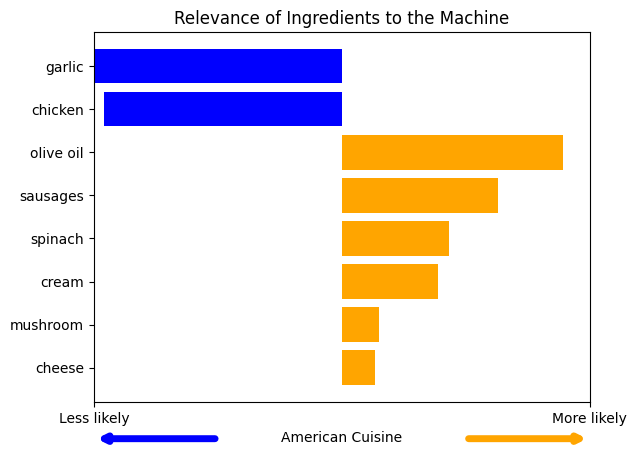 Relevance of Ingredients to the Machine
garlic
chicken
olive oil
sausages
spinach
cream
mushroom
cheese
Less likely
More likely
American Cuisine